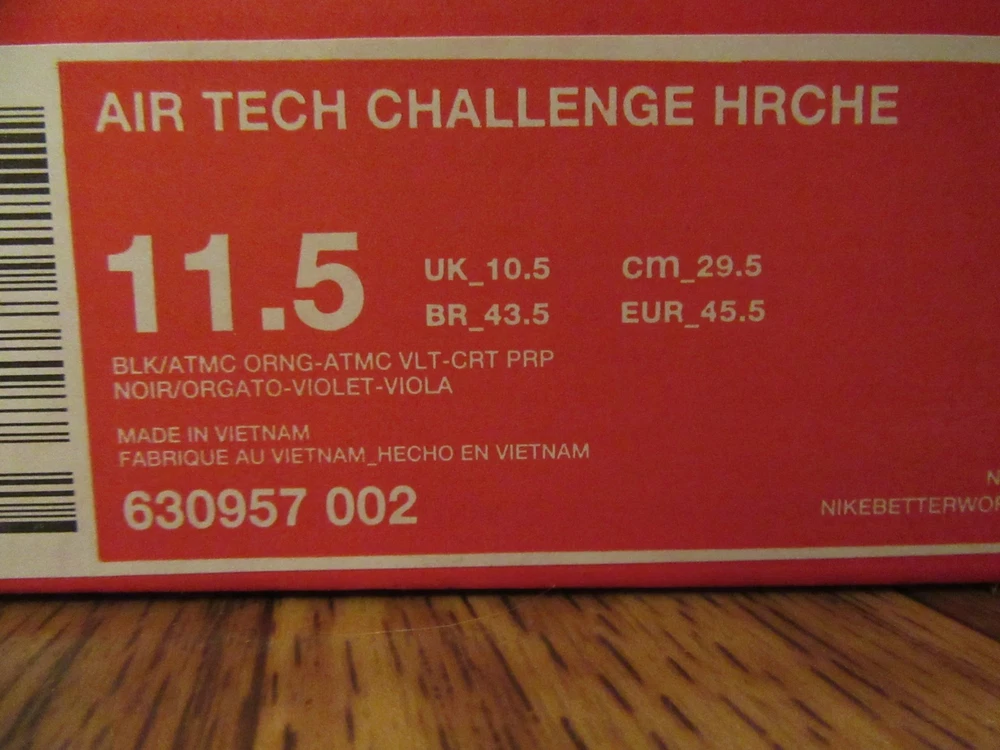 AIR TECH CHALLENGE HRCHE
11.5
UK_10.5 cm_29.5
BR_43.5 EUR_45.5
BLK/ATMC ORNG-ATMC VLT-CRT PRP
NOIR/ORGATO-VIOLET-VIOLA
MADE IN VIETNAM
FABRIQUE AU VIETNAM_HECHO EN VIETNAM
630957 002